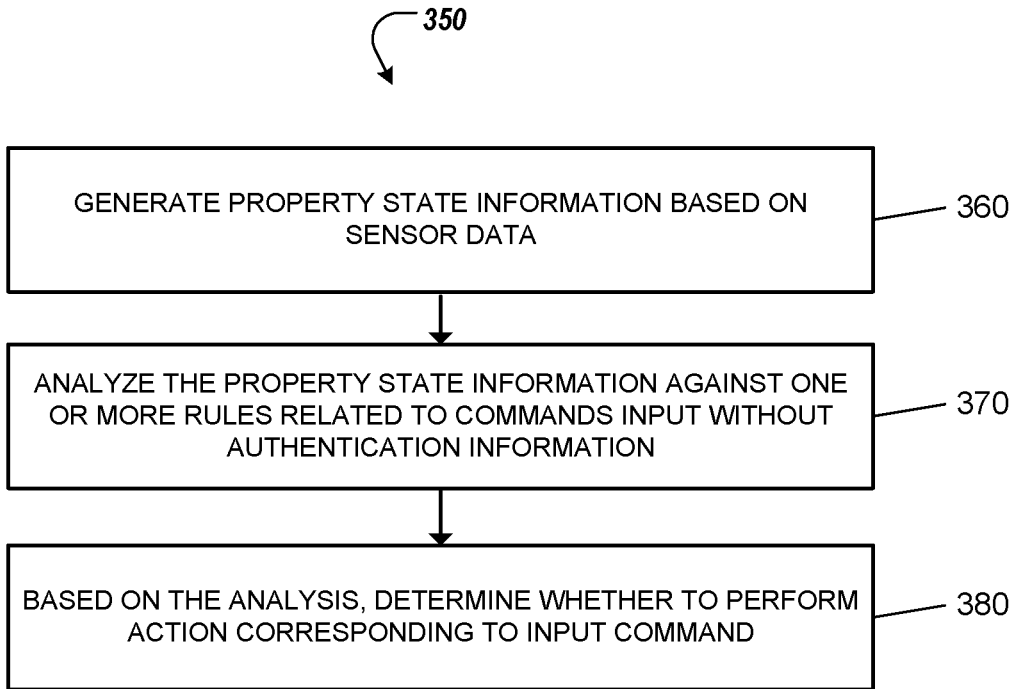 350
GENERATE PROPERTY STATE INFORMATION BASED ON
SENSOR DATA
360
ANALYZE THE PROPERTY STATE INFORMATION AGAINST ONE
OR MORE RULES RELATED TO COMMANDS INPUT WITHOUT
AUTHENTICATION INFORMATION
370
BASED ON THE ANALYSIS, DETERMINE WHETHER TO PERFORM
ACTION CORRESPONDING TO INPUT COMMAND
380